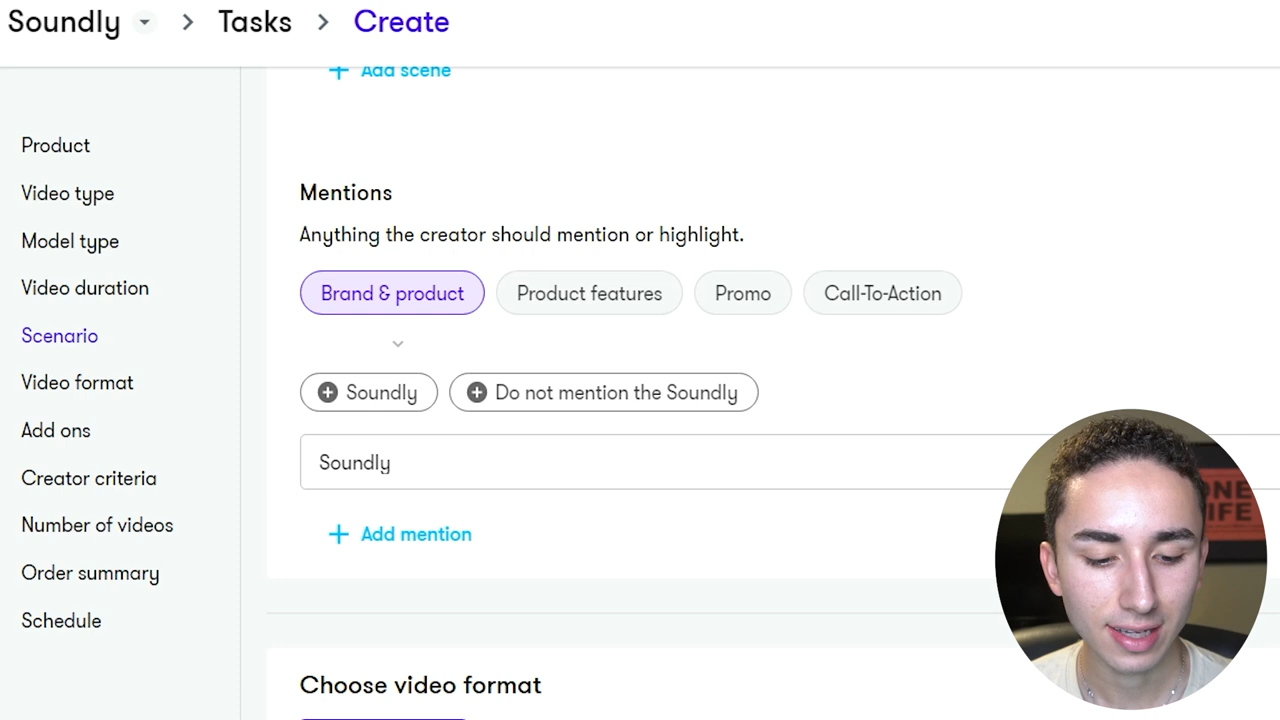 Soundly > Tasks > Create
+ Add scene
Product
Video type
Model type
Video duration
Scenario
Video format
Add ons
Creator criteria
Number of videos
Order summary
Schedule
Mentions
Anything the creator should mention or highlight.
Brand & product Product features Promo Call-To-Action
+ Soundly + Do not mention the Soundly
Soundly
+ Add mention
Choose video format
ONE
LIFE